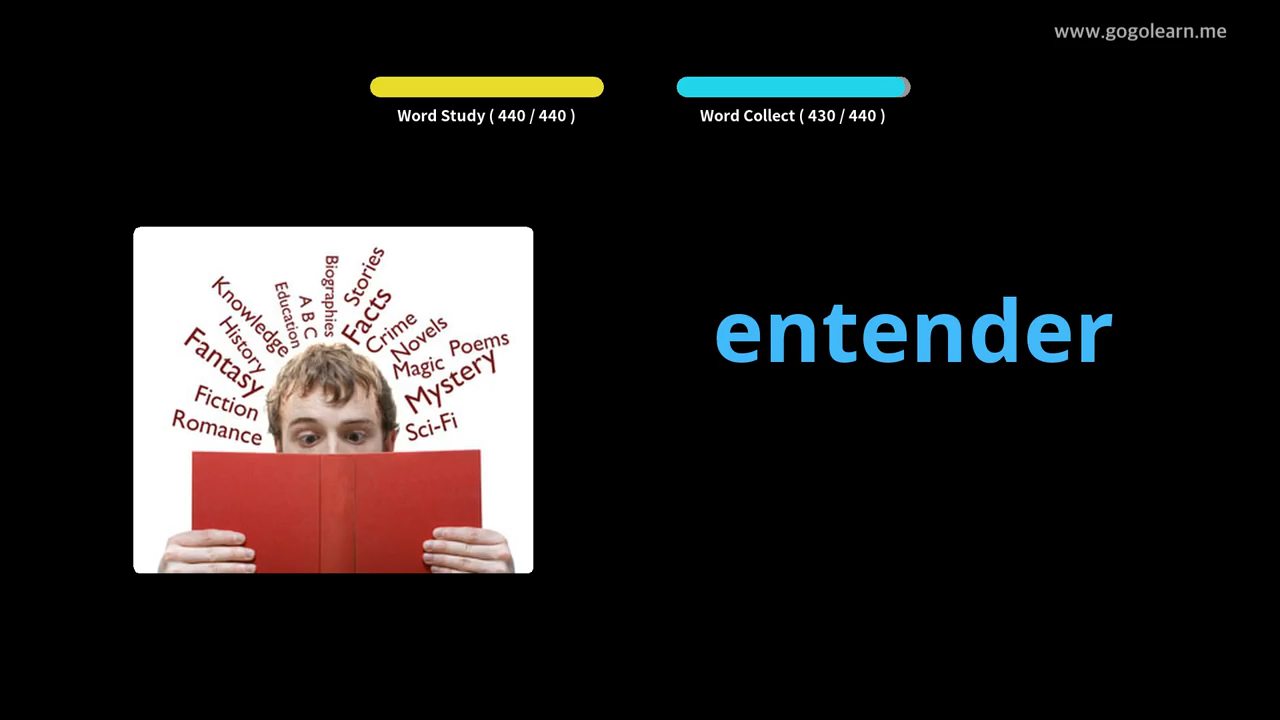 www.gogolearn.me
Word Study ( 440 / 440 )
Word Collect ( 430 / 440 )
Stories
Biographies
Facts
A B C
Education
Knowledge
History
Crime
Novels
Poems
Magic
Fantasy
Mystery
Fiction
Romance
Sci-Fi
entender